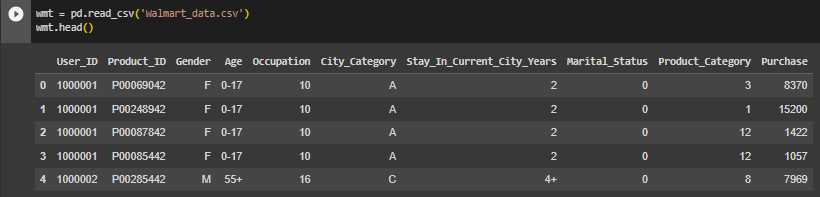 wmt = pd.read_csv('Walmart_data.csv')
wmt.head()
User_ID Product_ID Gender Age Occupation City_Category Stay_In_Current_City_Years Marital_Status Product_Category Purchase
0 1000001 P00069042 F 0-17 10 A 2 0 3 8370
1 1000001 P00248942 F 0-17 10 A 2 0 1 15200
2 1000001 P00087842 F 0-17 10 A 2 0 12 1422
3 1000001 P00085442 F 0-17 10 A 2 0 12 1057
4 1000002 P00285442 M 55+ 16 C 4+ 0 8 7969